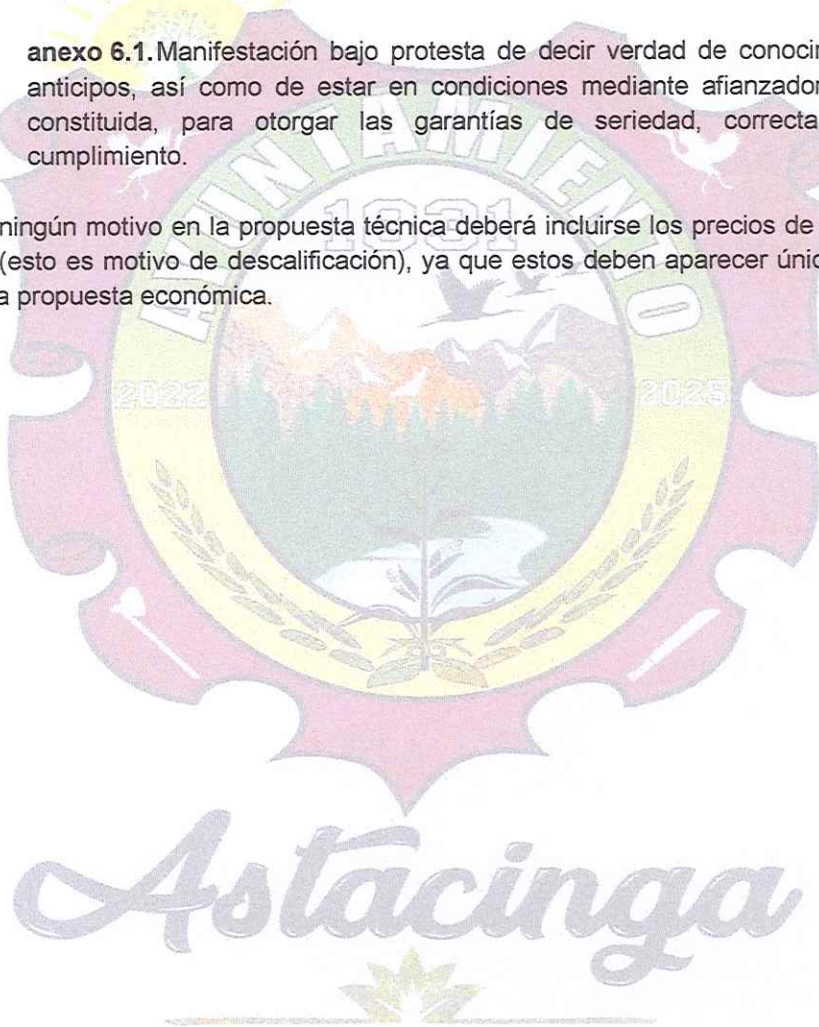 anexo 6.1. Manifestación bajo protesta de decir verdad de conocir
anticipos, así como de estar en condiciones mediante afianzador
constituida, para otorgar las garantías de seriedad, correcta
cumplimiento.
ningún motivo en la propuesta técnica deberá incluirse los precios de
(esto es motivo de descalificación), ya que estos deben aparecer únic
a propuesta económica.
AYUNTAMIENTO
1931
2022
2025
Astacinga